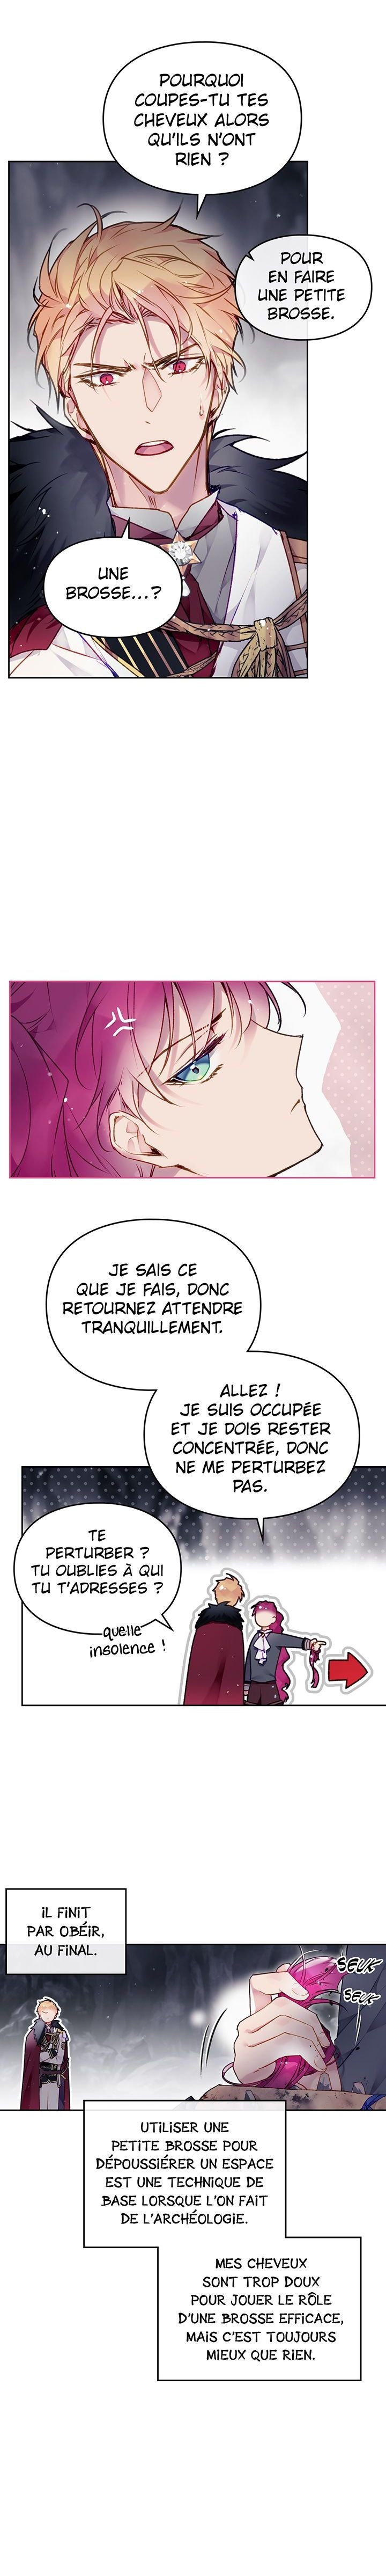 POURQUOI
COUPES-TU TES
CHEVEUX ALORS
QU'ILS N'ONT
RIEN ?
POUR
EN FAIRE
UNE PETITE
BROSSE.
UNE
BROSSE...?
JE SAIS CE
QUE JE FAIS, DONC
RETOURNEZ ATTENDRE
TRANQUILLEMENT.
ALLEZ !
JE SUIS OCCUPÉE
ET JE DOIS RESTER
CONCENTRÉE, DONC
NE ME PERTURBEZ
PAS.
TE
PERTURBER ?
TU OUBLIES À QUI
TU T'ADRESSES ?
quelle
insolence !
IL FINIT
PAR OBÉIR,
AU FINAL.
SEUK
SEUK
UTILISER UNE
PETITE BROSSE POUR
DÉPOUSSIÉRER UN ESPACE
EST UNE TECHNIQUE DE
BASE LORSQUE L'ON FAIT
DE L'ARCHÉOLOGIE.
MES CHEVEUX
SONT TROP DOUX
POUR JOUER LE RÔLE
D'UNE BROSSE EFFICACE,
MAIS C'EST TOUJOURS
MIEUX QUE RIEN.